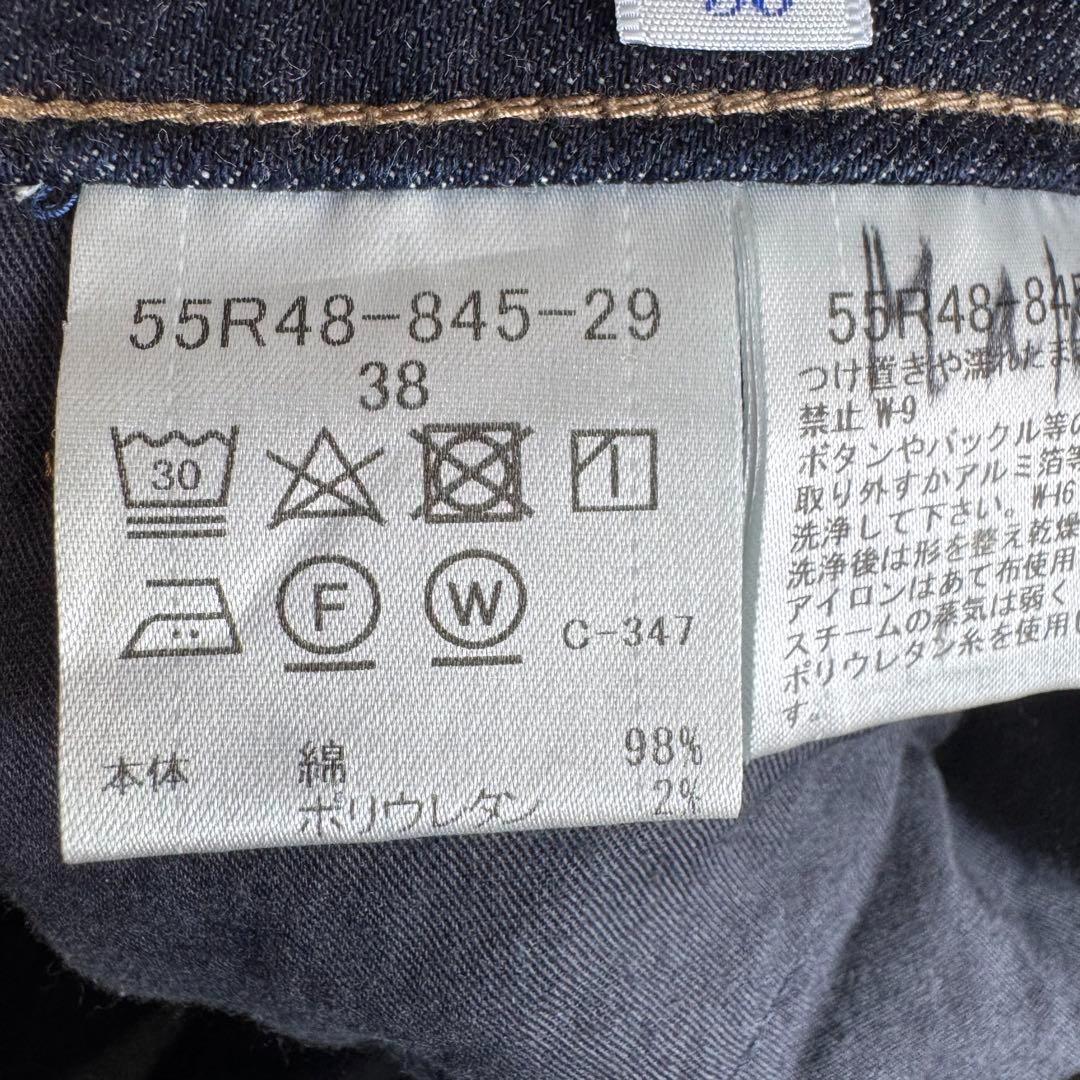 55R48-845-29
38
30
F
W
C-347
本体 綿 98%
ポリウレタン 2%
55R48-845
つけ置きや濡れたま
禁止 W-9
ボタンやバックル等の
取り外すかアルミ箔等
洗浄して下さい。W-16
洗浄後は形を整え乾燥
アイロンはあて布使用
スチームの蒸気は弱く
ポリウレタン糸を使用し
す。